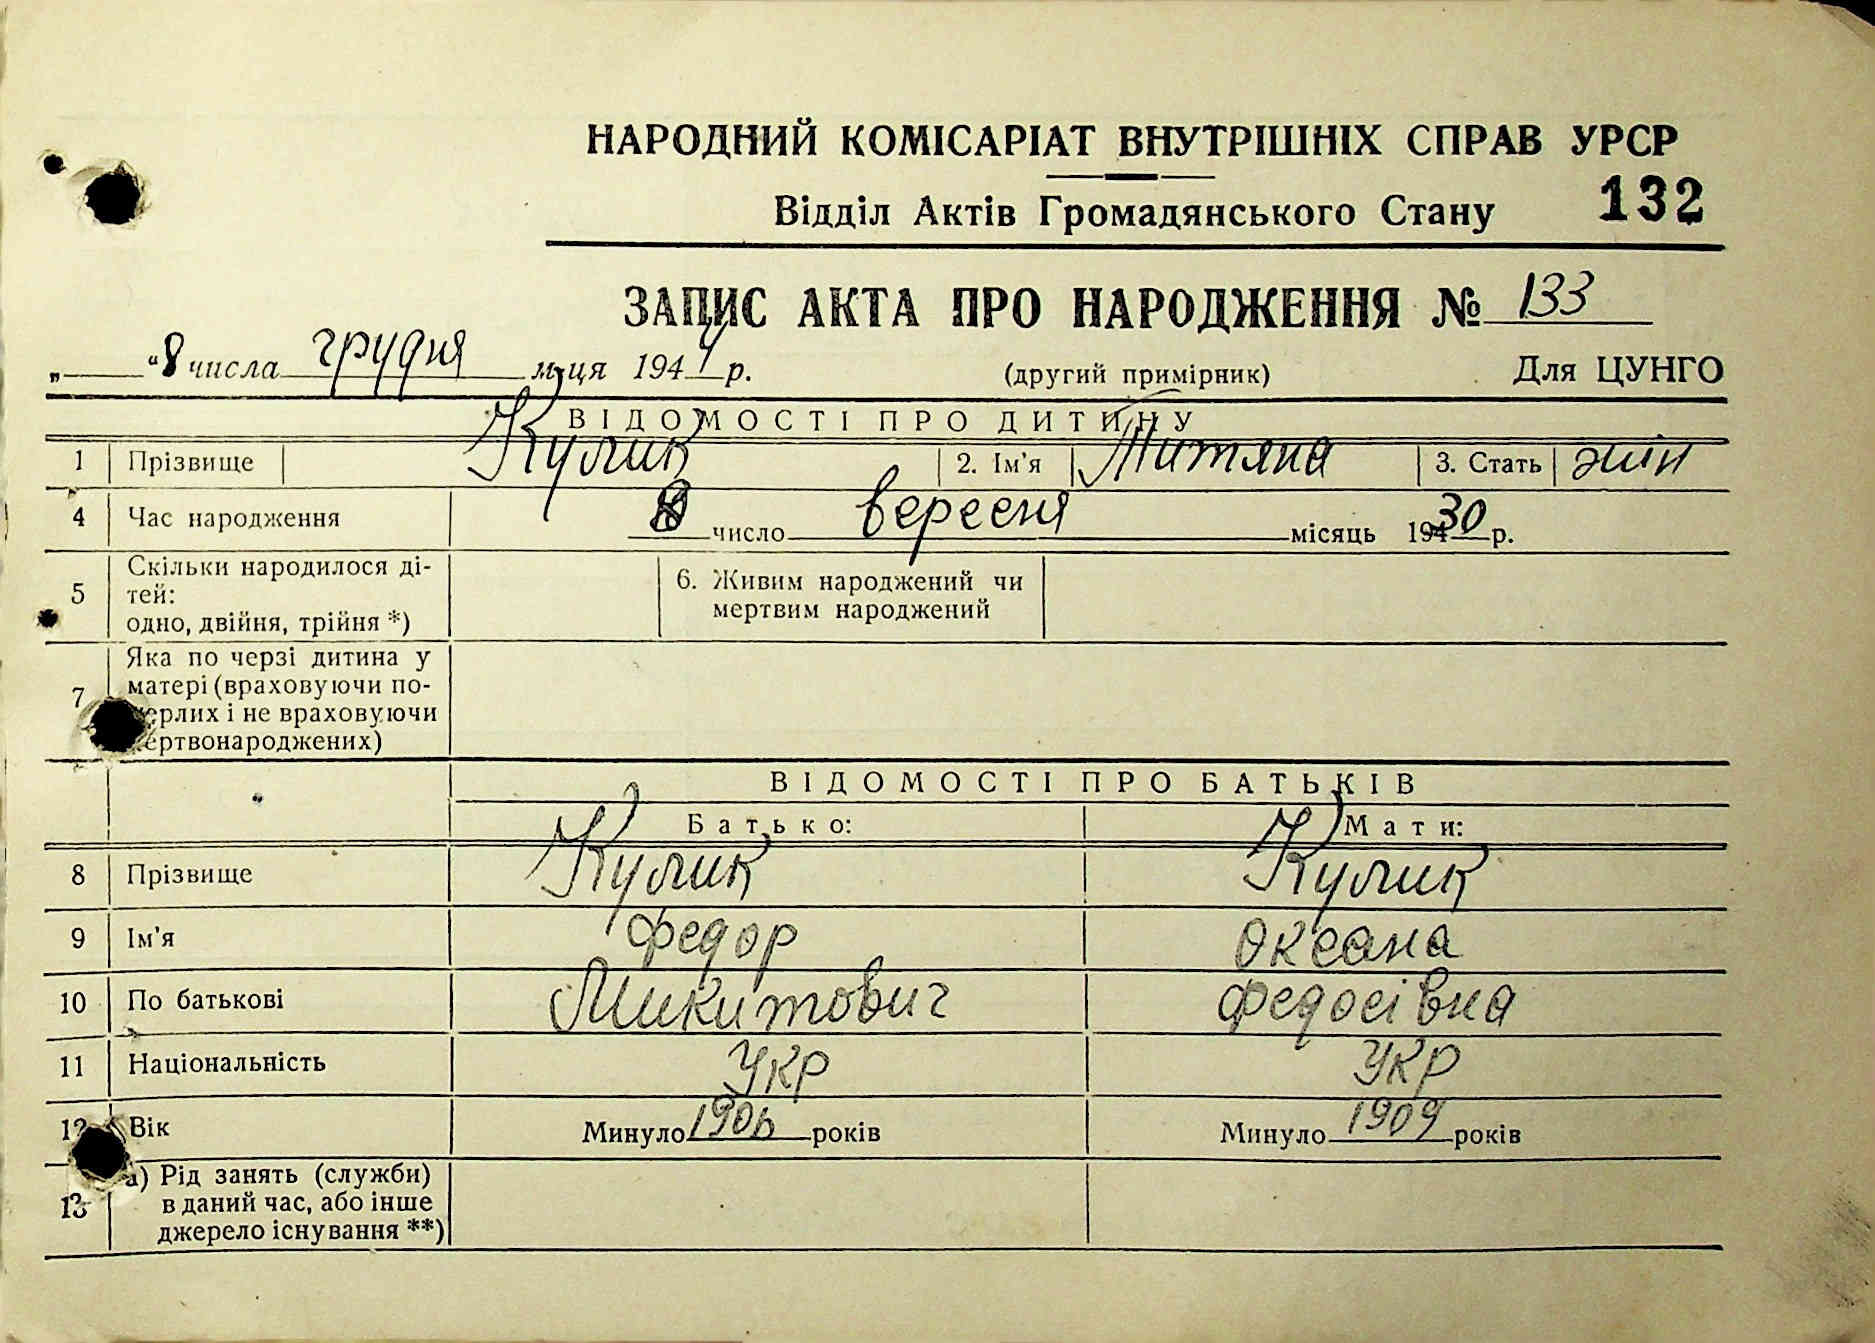 НАРОДНИЙ КОМІСАРІАТ ВНУТРІШНІХ СПРАВ УРСР
Відділ Актів Громадянського Стану 132
ЗАПИС АКТА ПРО НАРОДЖЕННЯ № 133
„ “ 8 числа грудня м-ця 1944 р. (другий примірник) Для ЦУНГО
ВІДОМОСТІ ПРО ДИТИНУ
1 Прізвище Кулик 2. Ім'я Титяна 3. Стать жін
4 Час народження 8 число вересня місяць 1930 р.
5 Скільки народилося ді-
тей:
одно, двійня, трійня *)
6. Живим народжений чи
мертвим народжений
7 Яка по черзі дитина у
матері (враховуючи по-
мерлих і не враховуючи
мертвонароджених)
ВІДОМОСТІ ПРО БАТЬКІВ
Батько: Мати:
8 Прізвище Кулик Кулик
9 Ім'я Федор Оксана
10 По батькові Микитович Федосівна
11 Національність Укр Укр
12 Вік Минуло 1906 років Минуло 1909 років
13 а) Рід занять (служби)
в даний час, або інше
джерело існування **)